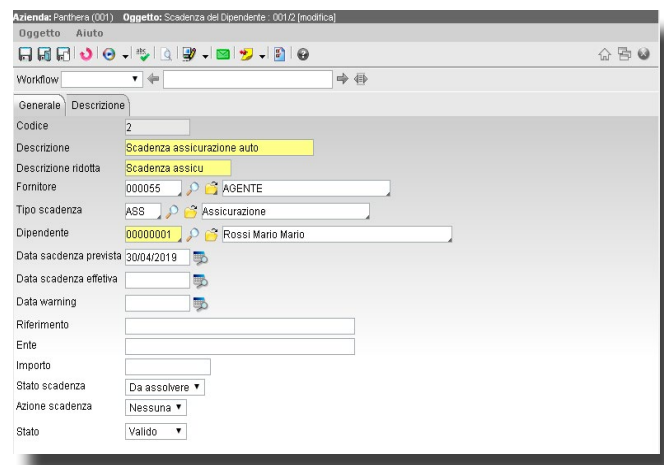 Azienda: Panthera (001) Oggetto: Scadenza del Dipendente : 001/2 [modifica]
Oggetto Aiuto
Workflow
Generale Descrizione
Codice 2
Descrizione Scadenza assicurazione auto
Descrizione ridotta Scadenza assicu
Fornitore 000055 AGENTE
Tipo scadenza ASS Assicurazione
Dipendente 00000001 Rossi Mario Mario
Data sacdenza prevista 30/04/2019
Data scadenza effetiva
Data warning
Riferimento
Ente
Importo
Stato scadenza Da assolvere
Azione scadenza Nessuna
Stato Valido